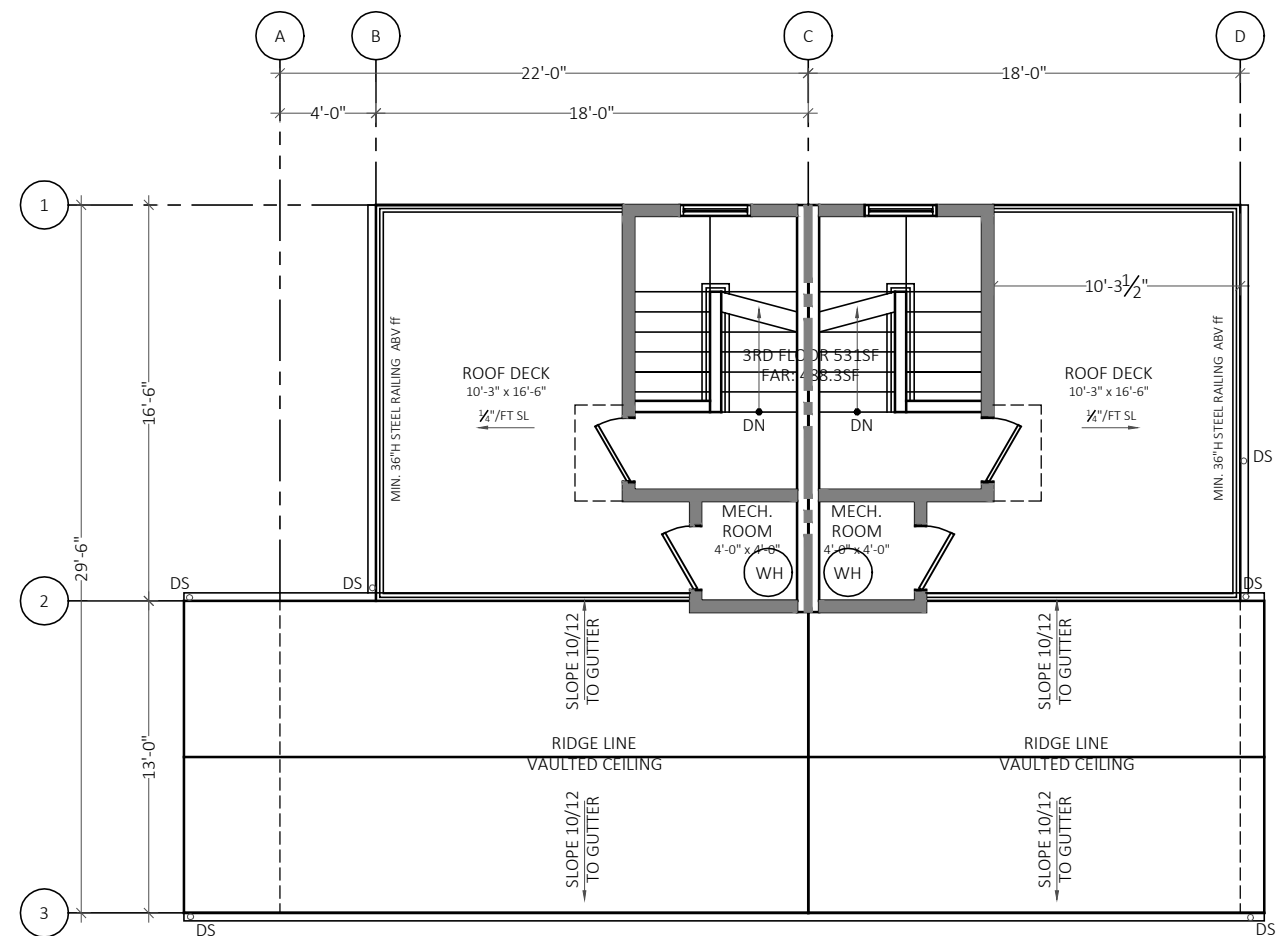 A
B
C
D
22'-0"
18'-0"
4'-0"
18'-0"
1
10'-3 1/2"
MIN. 36"H STEEL RAILING ABV ff
MIN. 36"H STEEL RAILING ABV ff
3RD FLOOR 531SF
ROOF DECK
10'-3" x 16'-6"
1/4"/FT SL
ROOF DECK
10'-3" x 16'-6"
1/4"/FT SL
16'-6"
DN
DN
DS
MECH.
ROOM
4'-0" x 4'-0"
MECH.
ROOM
4'-0" x 4'-0"
29'-6"
WH
WH
DS
DS
DS
2
SLOPE 10/12
TO GUTTER
SLOPE 10/12
TO GUTTER
13'-0"
RIDGE LINE
VAULTED CEILING
RIDGE LINE
VAULTED CEILING
SLOPE 10/12
TO GUTTER
SLOPE 10/12
TO GUTTER
3
DS
DS